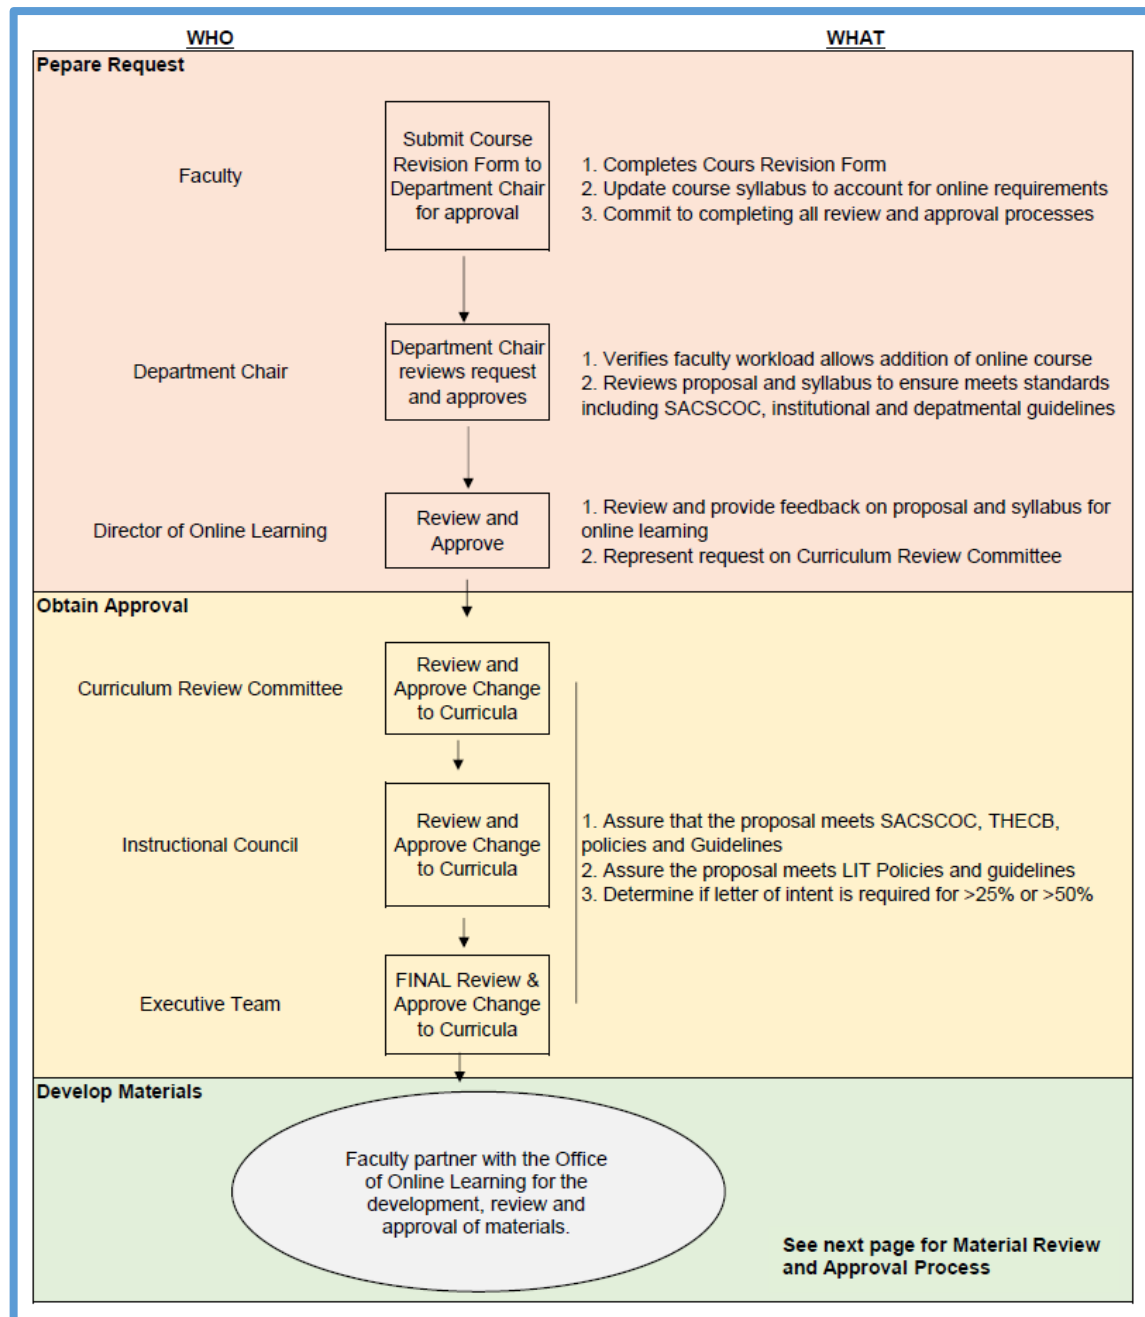 WHO
WHAT
Pepare Request
Faculty
Submit Course
Revision Form to
Department Chair
for approval
1. Completes Cours Revision Form
2. Update course syllabus to account for online requirements
3. Commit to completing all review and approval processes
Department Chair
Department Chair
reviews request
and approves
1. Verifies faculty workload allows addition of online course
2. Reviews proposal and syllabus to ensure meets standards
including SACSCOC, institutional and depatmental guidelines
Director of Online Learning
Review and
Approve
1. Review and provide feedback on proposal and syllabus for
online learning
2. Represent request on Curriculum Review Committee
Obtain Approval
Curriculum Review Committee
Review and
Approve Change
to Curricula
Instructional Council
Review and
Approve Change
to Curricula
1. Assure that the proposal meets SACSCOC, THECB,
policies and Guidelines
2. Assure the proposal meets LIT Policies and guidelines
3. Determine if letter of intent is required for >25% or >50%
Executive Team
FINAL Review &
Approve Change
to Curricula
Develop Materials
Faculty partner with the Office
of Online Learning for the
development, review and
approval of materials.
See next page for Material Review
and Approval Process